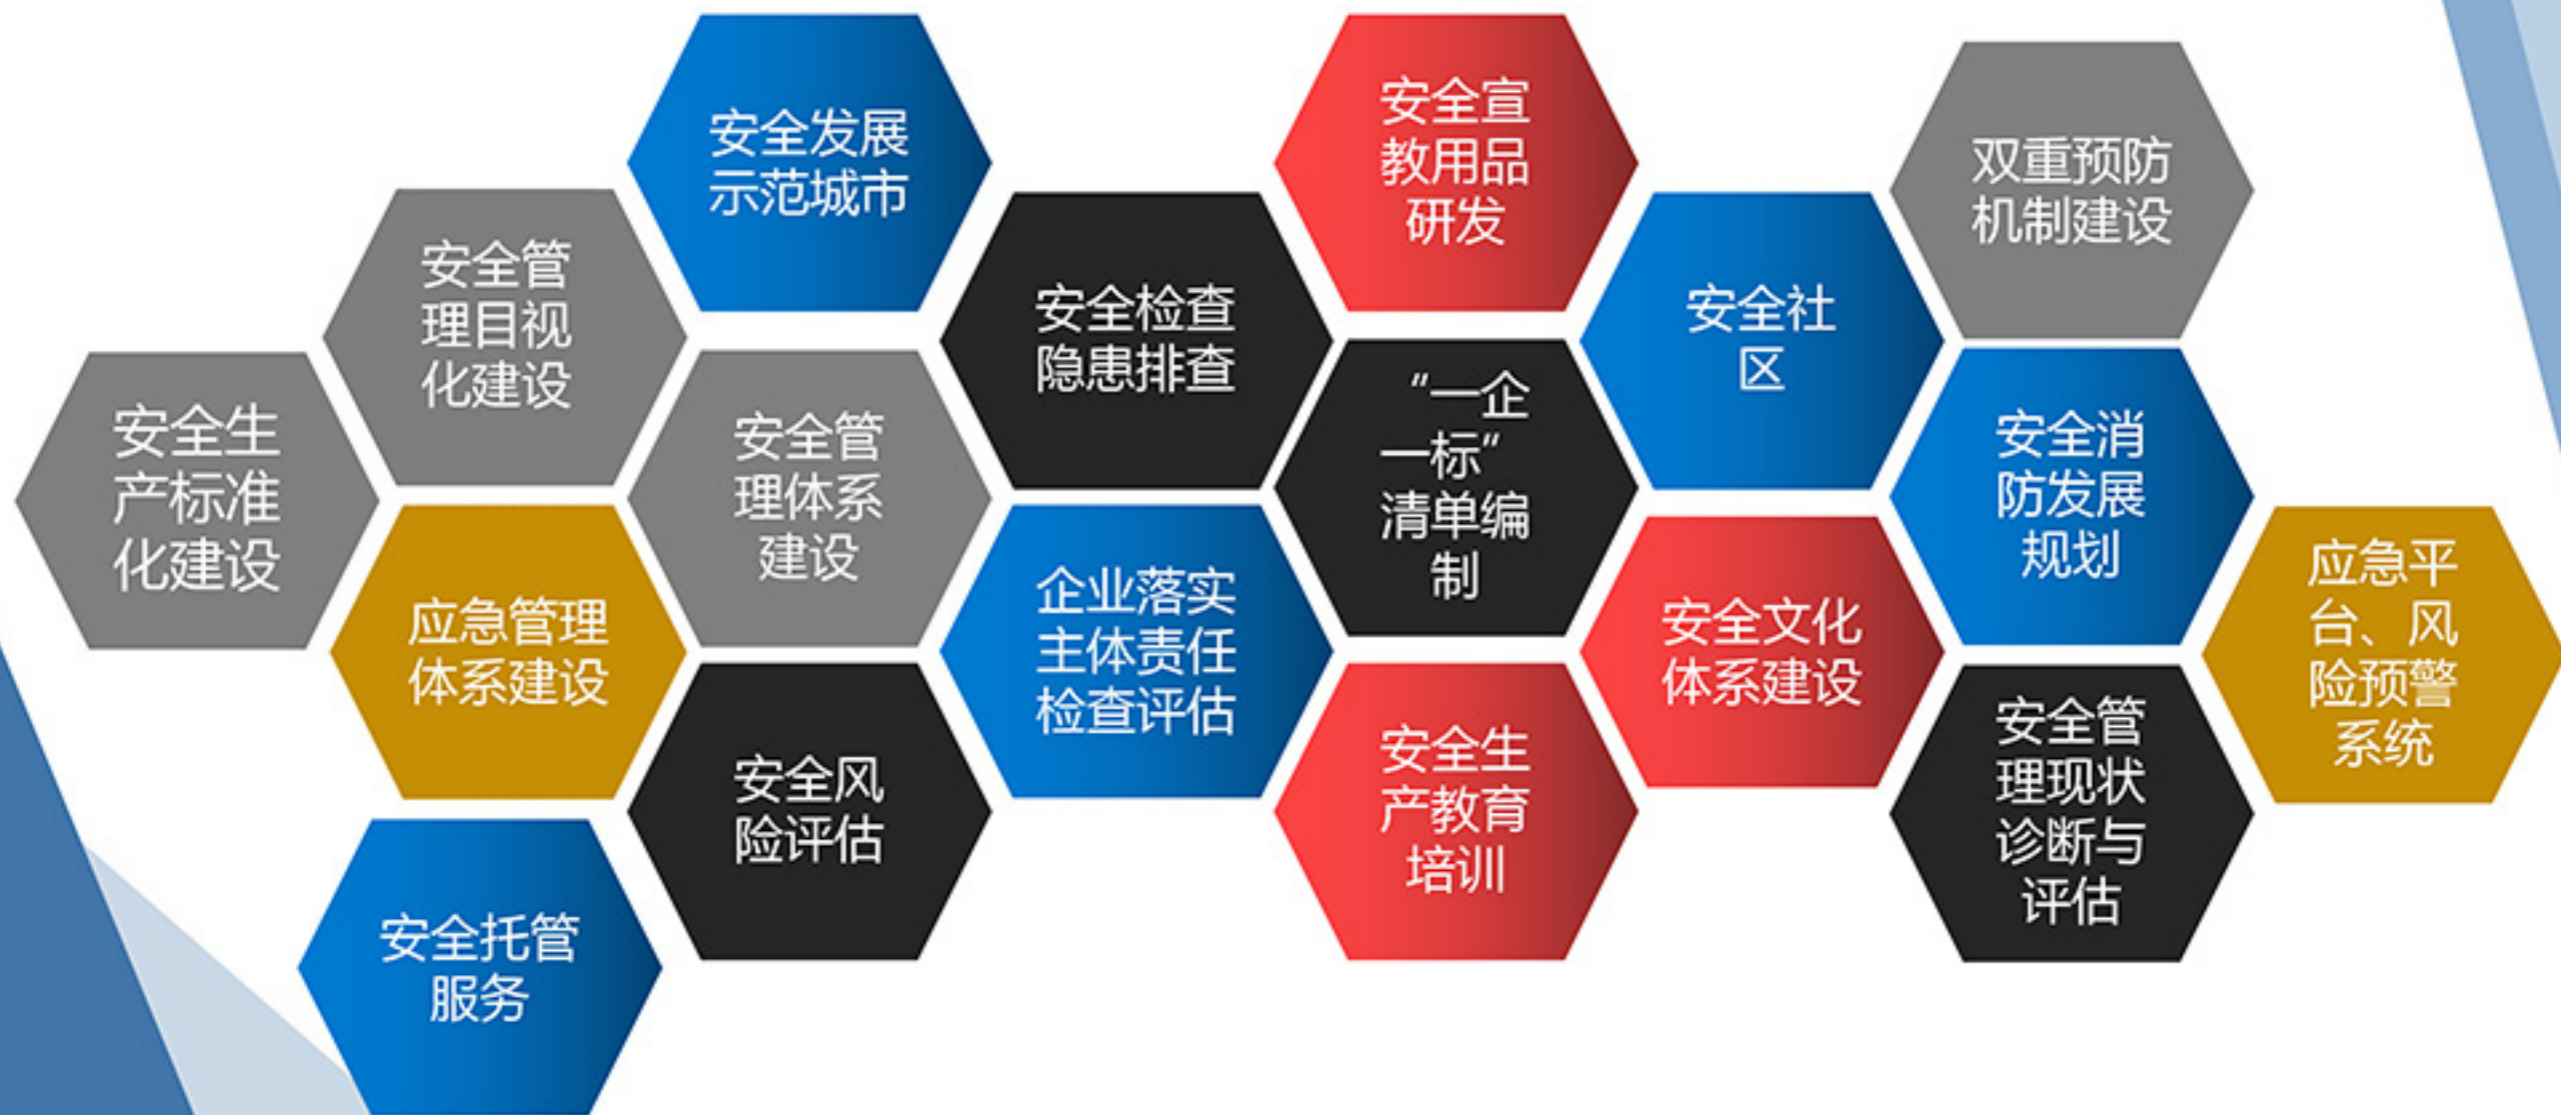 安全生
产标准
化建设
安全管
理目视
化建设
应急管理
体系建设
安全托管
服务
安全发展
示范城市
安全管
理体系
建设
安全风
险评估
安全检查
隐患排查
企业落实
主体责任
检查评估
安全宣
教用品
研发
“一企
一标”
清单编
制
安全生
产教育
培训
安全社
区
安全文化
体系建设
双重预防
机制建设
安全消
防发展
规划
安全管
理现状
诊断与
评估
应急平
台、风
险预警
系统